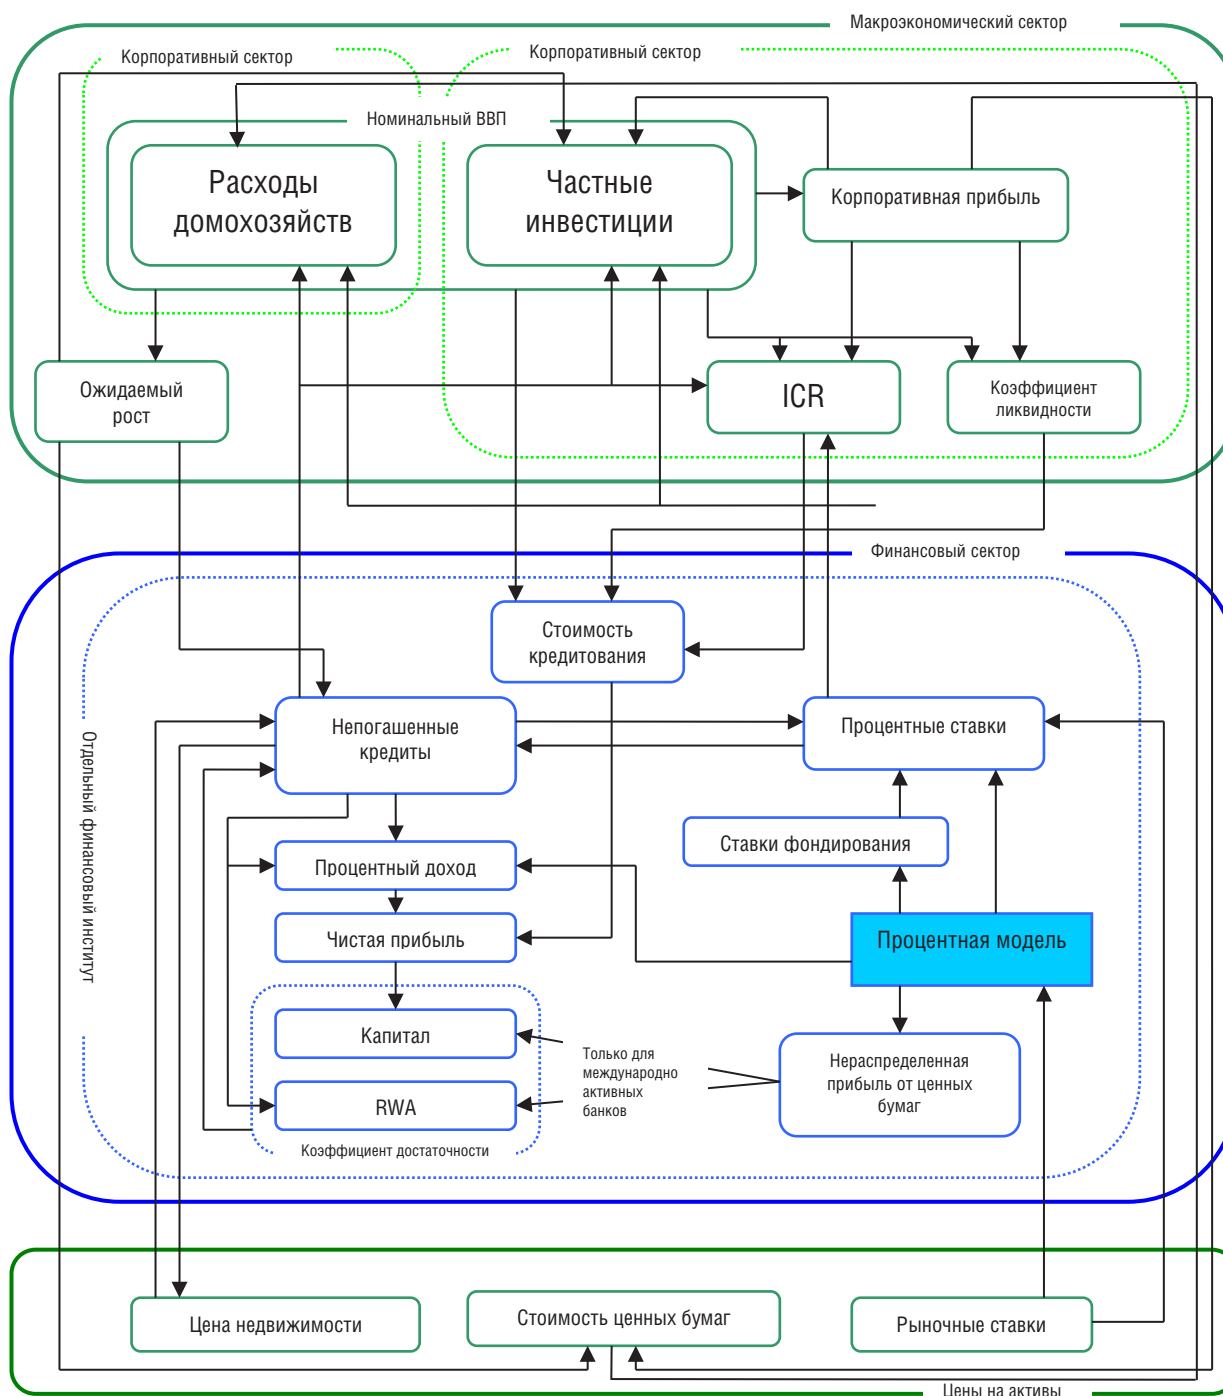 Макроэкономический сектор
Корпоративный сектор
Корпоративный сектор
Номинальный ВВП
Расходы
домохозяйств
Частные
инвестиции
Корпоративная прибыль
Ожидаемый
рост
ICR
Коэффициент
ликвидности
Финансовый сектор
Стоимость
кредитования
Отдельный финансовый институт
Непогашенные
кредиты
Процентные ставки
Ставки фондирования
Процентный доход
Чистая прибыль
Процентная модель
Капитал
Только для
международно
активных
банков
Нераспределенная
прибыль от ценных
бумаг
RWA
Коэффициент достаточности
Цена недвижимости
Стоимость ценных бумаг
Рыночные ставки
Цены на активы